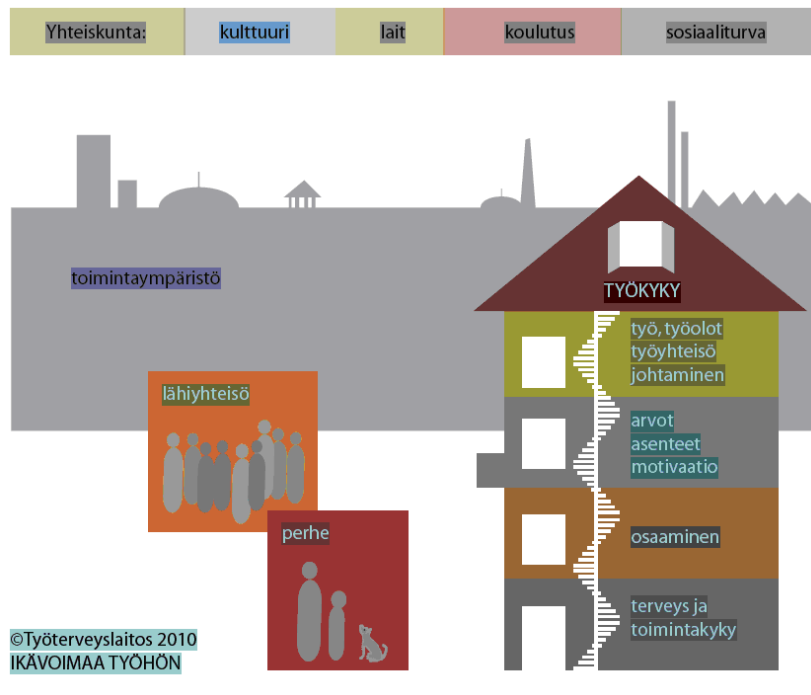 Yhteiskunta: kulttuuri lait koulutus sosiaaliturva
toimintaympäristö
TYÖKYKY
työ, työolot
työyhteisö
johtaminen
lähiyhteisö
arvot
asenteet
motivaatio
perhe
osaaminen
terveys ja
toimintakyky
©Työterveyslaitos 2010
IKÄVOIMAA TYÖHÖN